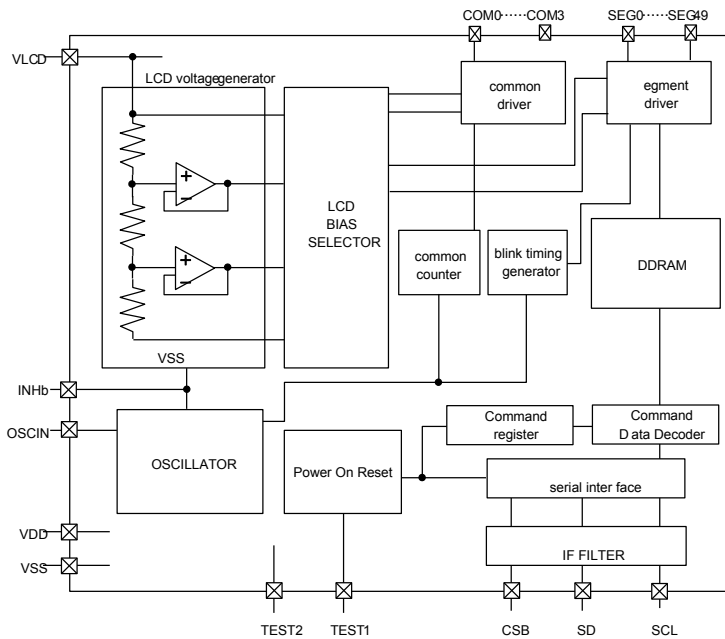 COM0······COM3
SEG0······SEG49
VLCD
LCD voltagegenerator
common
driver
egment
driver
LCD
BIAS
SELECTOR
common
counter
blink timing
generator
DDRAM
VSS
INHb
OSCIN
OSCILLATOR
Power On Reset
Command
register
Command
D ata Decoder
serial inter face
IF FILTER
VDD
VSS
TEST2
TEST1
CSB
SD
SCL